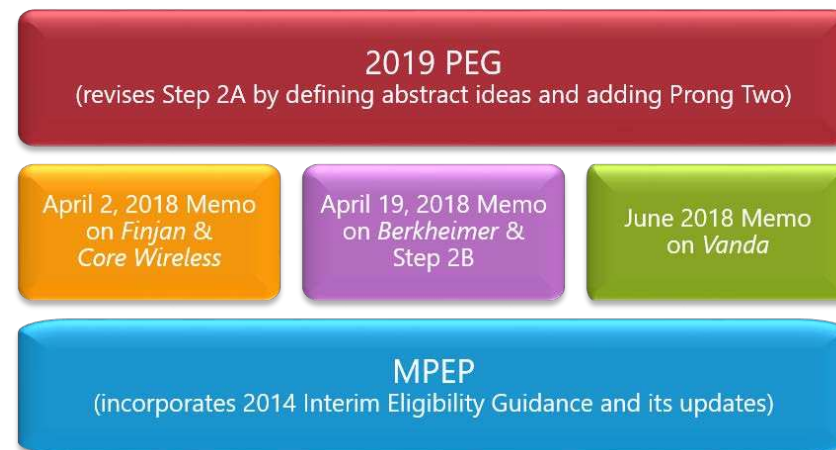 2019 PEG
(revises Step 2A by defining abstract ideas and adding Prong Two)
April 2, 2018 Memo
on Finjan &
Core Wireless
April 19, 2018 Memo
on Berkheimer &
Step 2B
June 2018 Memo
on Vanda
MPEP
(incorporates 2014 Interim Eligibility Guidance and its updates)